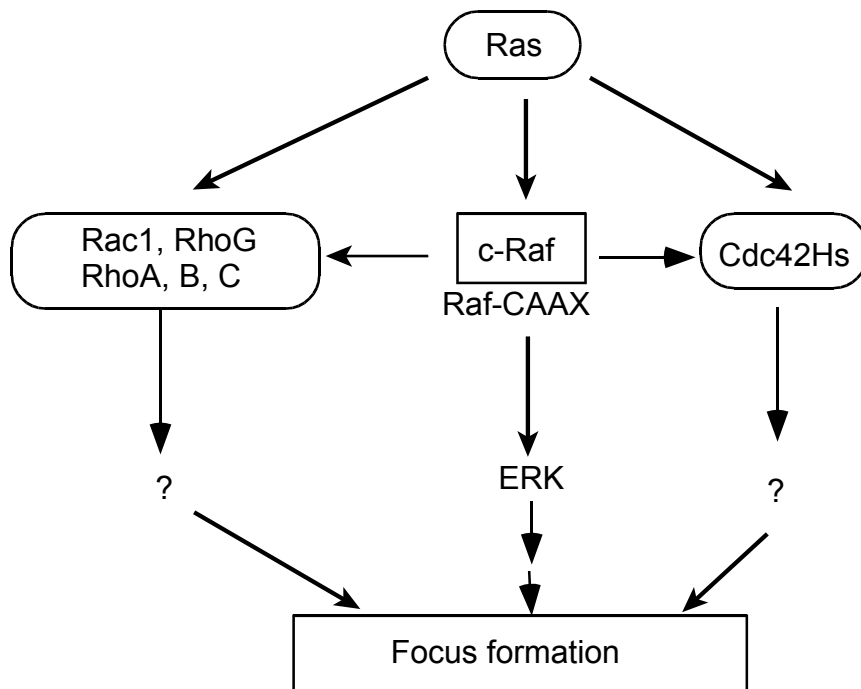 Ras
Rac1, RhoG
RhoA, B, C
c-Raf
Raf-CAAX
Cdc42Hs
?
ERK
?
Focus formation